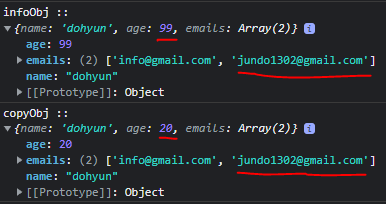 infoObj ::
▼{name: 'dohyun', age: 99, emails: Array(2)} i
age: 99
▶ emails: (2) ['info@gmail.com', 'jundo1302@gmail.com']
name: "dohyun"
▶ [[Prototype]]: Object
copyObj ::
▼{name: 'dohyun', age: 20, emails: Array(2)} i
age: 20
▶ emails: (2) ['info@gmail.com', 'jundo1302@gmail.com']
name: "dohyun"
▶ [[Prototype]]: Object